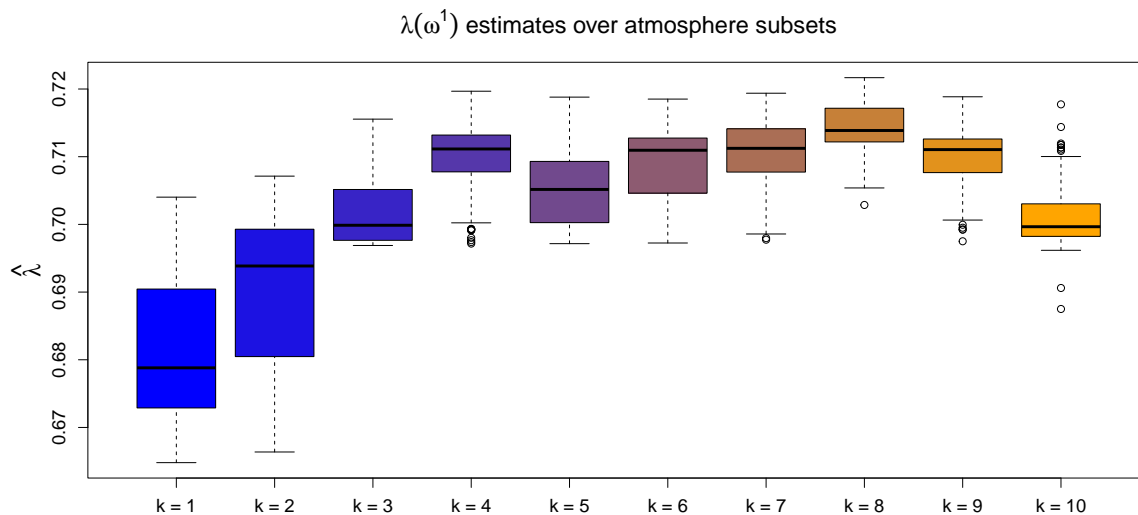 λ(ω¹) estimates over atmosphere subsets
λ̂
0.72
0.71
0.70
0.69
0.68
0.67
k = 1 k = 2 k = 3 k = 4 k = 5 k = 6 k = 7 k = 8 k = 9 k = 10